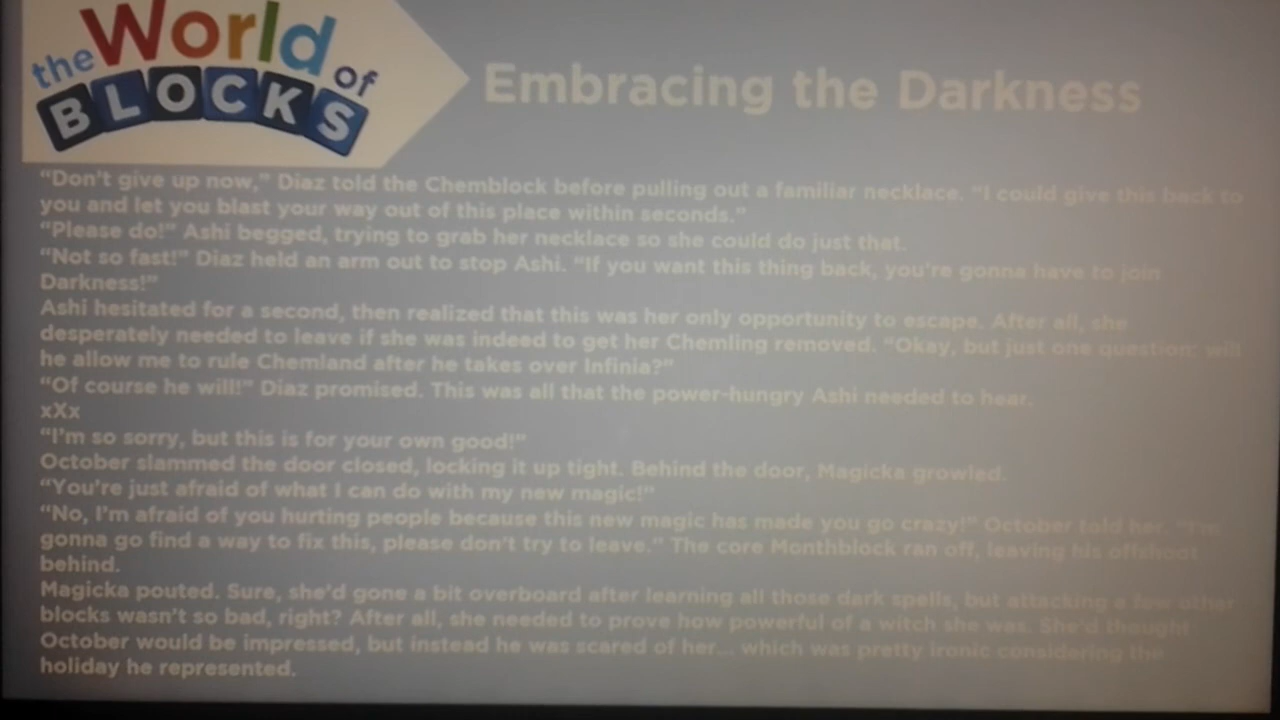 the World of
BLOCKS
Embracing the Darkness
“Don’t give up now,” Diaz told the Chemblock before pulling out a familiar necklace. “I could give this back to
you and let you blast your way out of this place within seconds.”
“Please do!” Ashi begged, trying to grab her necklace so she could do just that.
“Not so fast!” Diaz held an arm out to stop Ashi. “If you want this thing back, you’re gonna have to join
Darkness!”
Ashi hesitated for a second, then realized that this was her only opportunity to escape. After all, she
desperately needed to leave if she was indeed to get her Chemling removed. “Okay, but just one question: will
he allow me to rule Chemland after he takes over Infinia?”
“Of course he will!” Diaz promised. This was all that the power-hungry Ashi needed to hear.
xXx
“I’m so sorry, but this is for your own good!”
October slammed the door closed, locking it up tight. Behind the door, Magicka growled.
“You’re just afraid of what I can do with my new magic!”
“No, I’m afraid of you hurting people because this new magic has made you go crazy!” October told her. “I’m
gonna go find a way to fix this, please don’t try to leave.” The core Monthblock ran off, leaving his offshoot
behind.
Magicka pouted. Sure, she’d gone a bit overboard after learning all those dark spells, but attacking a few other
blocks wasn’t so bad, right? After all, she needed to prove how powerful of a witch she was. She’d thought
October would be impressed, but instead he was scared of her... which was pretty ironic considering the
holiday he represented.